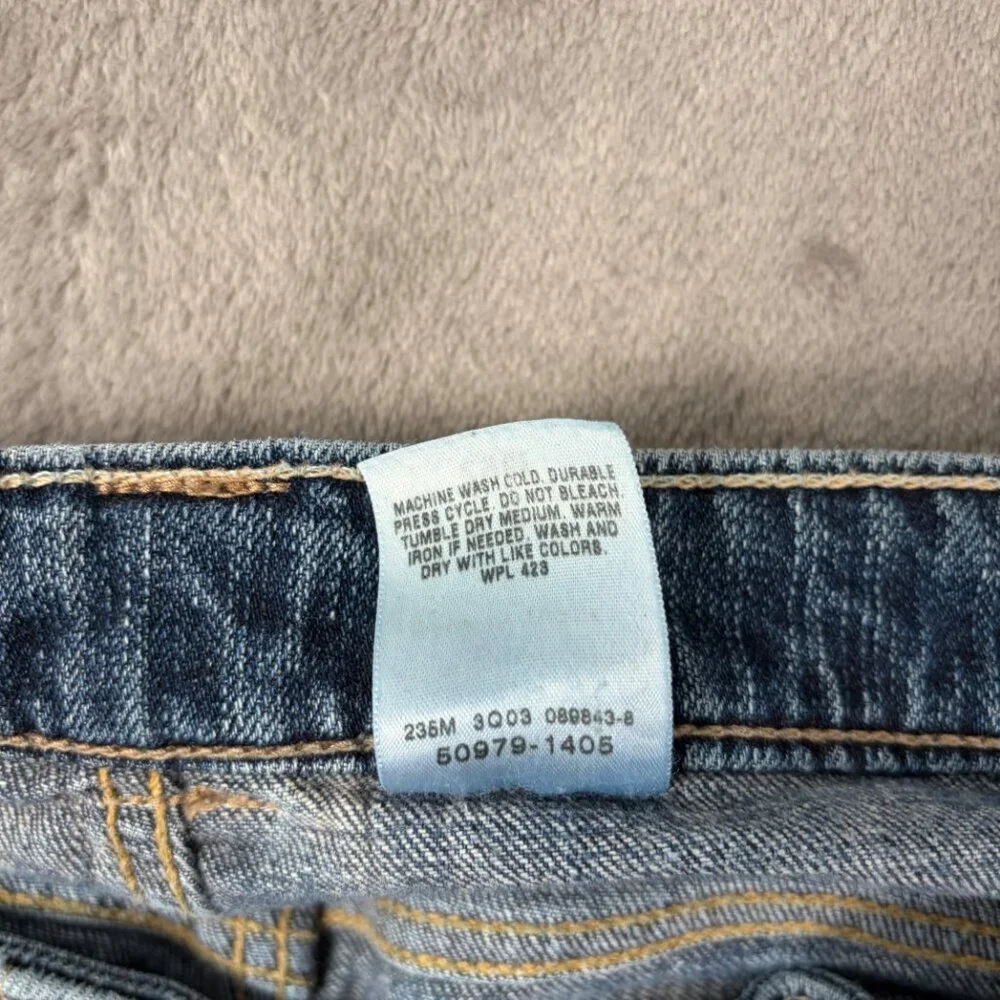 MACHINE WASH COLD. DURABLE
PRESS CYCLE. DO NOT BLEACH.
TUMBLE DRY MEDIUM. WARM
IRON IF NEEDED. WASH AND
DRY WITH LIKE COLORS.
WPL 423
235M 3Q03 089843-8
50979-1405